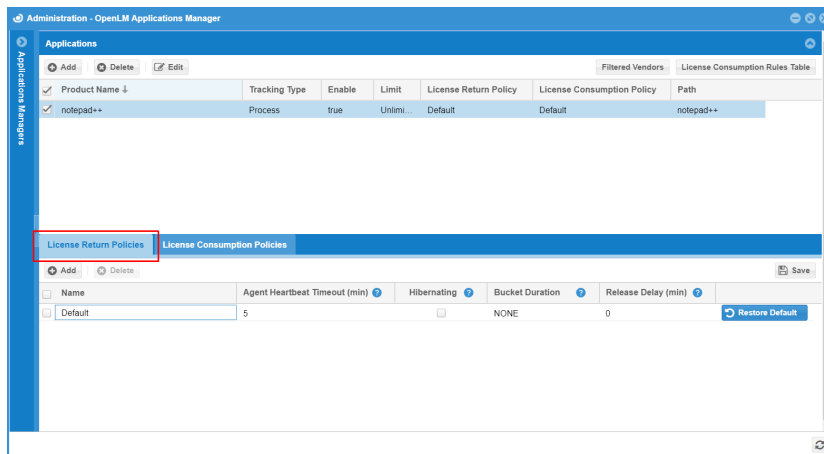 Administration - OpenLM Applications Manager
Applications Managers
Applications
Add Delete Edit Filtered Vendors License Consumption Rules Table
Product Name Tracking Type Enable Limit License Return Policy License Consumption Policy Path
notepad++ Process true Unlimi... Default Default notepad++
License Return Policies License Consumption Policies
Add Delete Save
Name Agent Heartbeat Timeout (min) ? Hibernating ? Bucket Duration ? Release Delay (min) ?
Default 5 NONE 0 Restore Default